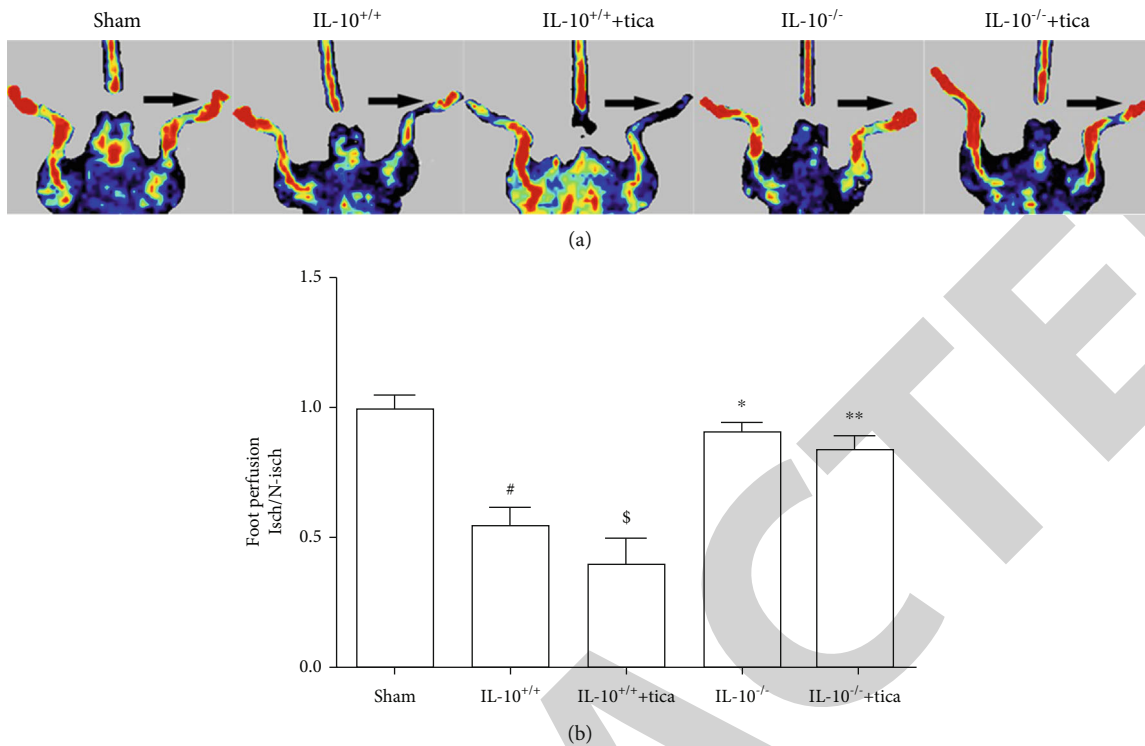 Sham IL-10+/+ IL-10+/++tica IL-10-/- IL-10-/-+tica
(a)
1.5
1.0
0.5
0.0
Foot perfusion
Isch/N-isch
# $ * **
Sham IL-10+/+ IL-10+/++tica IL-10-/- IL-10-/-+tica
(b)
ACTE